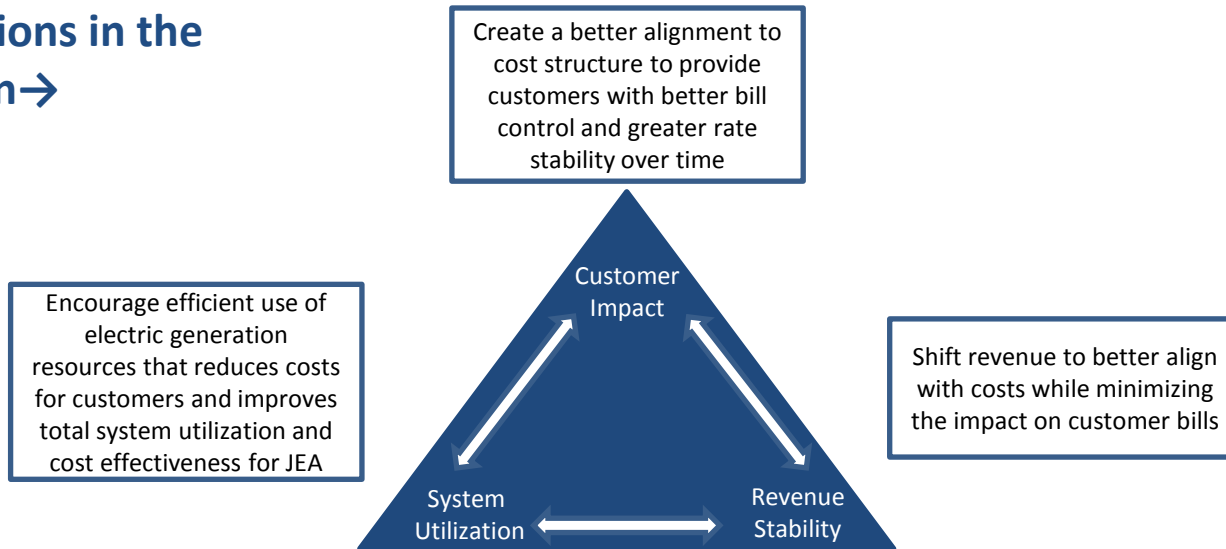 ions in the
→
Create a better alignment to
cost structure to provide
customers with better bill
control and greater rate
stability over time
Customer
Impact
Encourage efficient use of
electric generation
resources that reduces costs
for customers and improves
total system utilization and
cost effectiveness for JEA
Shift revenue to better align
with costs while minimizing
the impact on customer bills
System
Utilization
Revenue
Stability